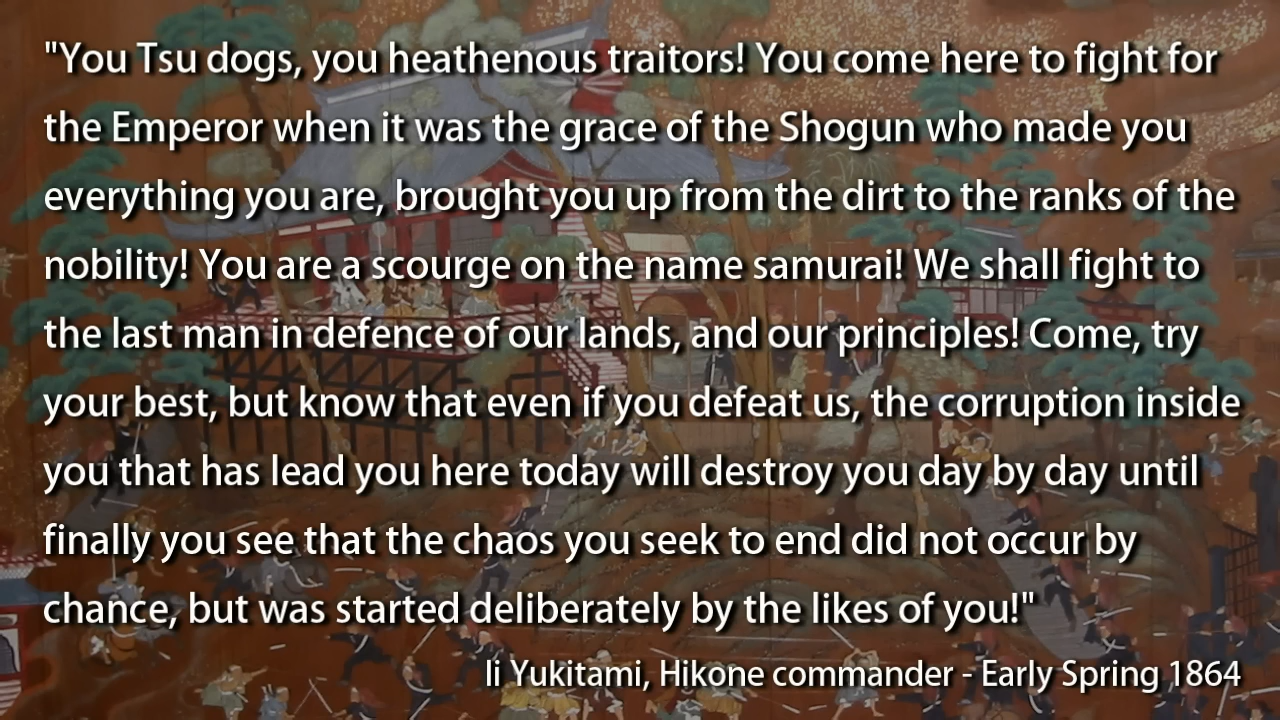 "You Tsu dogs, you heathenous traitors! You come here to fight for
the Emperor when it was the grace of the Shogun who made you
everything you are, brought you up from the dirt to the ranks of the
nobility! You are a scourge on the name samurai! We shall fight to
the last man in defence of our lands, and our principles! Come, try
your best, but know that even if you defeat us, the corruption inside
you that has lead you here today will destroy you day by day until
finally you see that the chaos you seek to end did not occur by
chance, but was started deliberately by the likes of you!"
Ii Yukitami, Hikone commander - Early Spring 1864